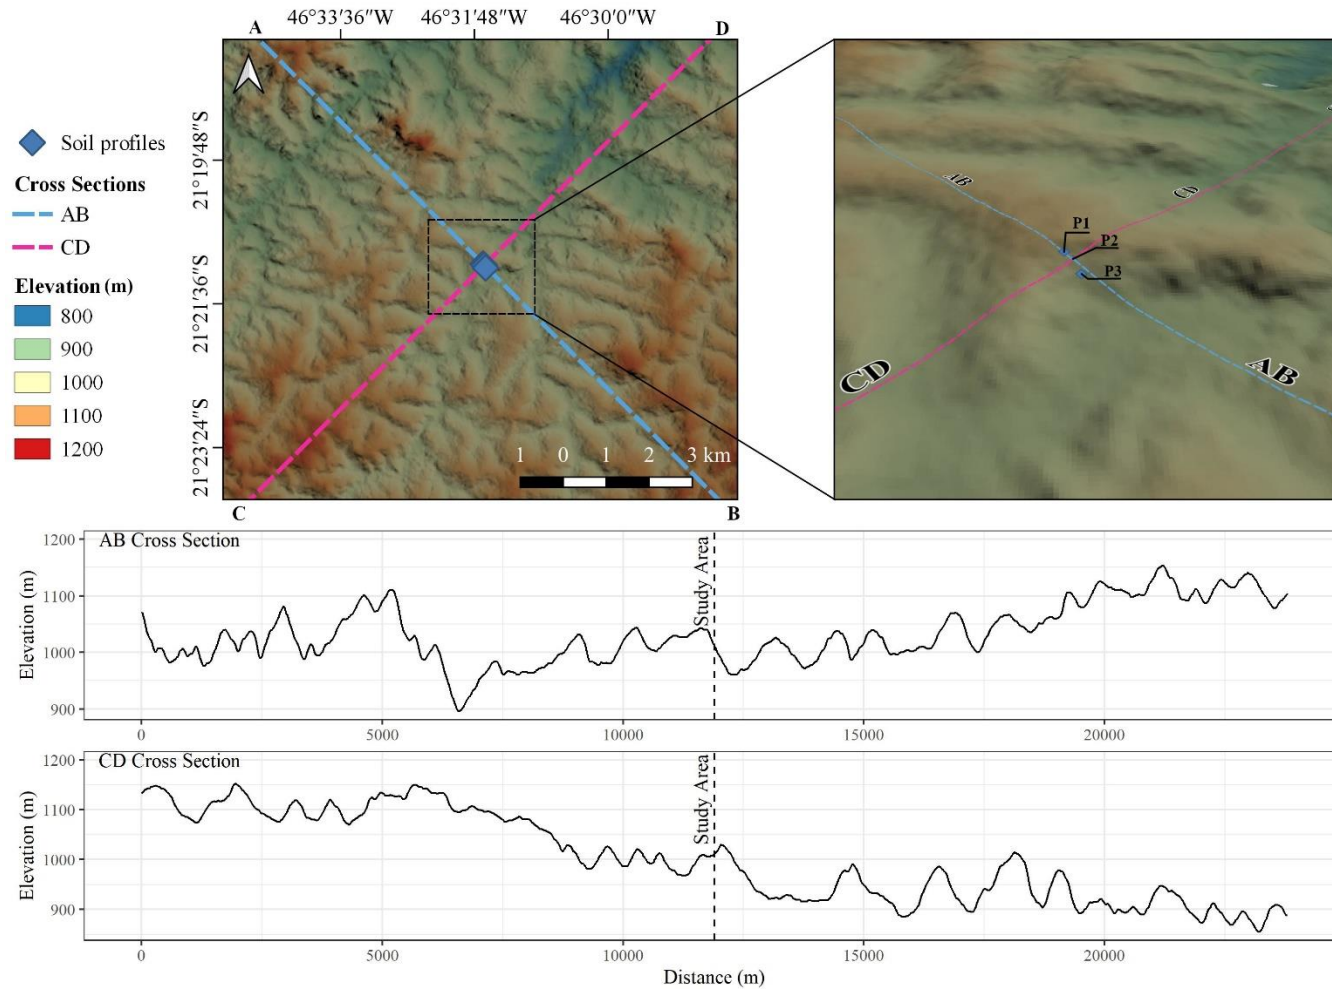 A
46°33′36″W
46°31′48″W
46°30′0″W
D
21°19′48″S
21°21′36″S
21°23′24″S
Soil profiles
Cross Sections
AB
CD
Elevation (m)
800
900
1000
1100
1200
1 0 1 2 3 km
C
B
AB
CD
P1
P2
P3
CD
AB
AB Cross Section
Study Area
Elevation (m)
1200
1100
1000
900
0 5000 10000 15000 20000
CD Cross Section
Study Area
Elevation (m)
1200
1100
1000
900
0 5000 10000 15000 20000
Distance (m)